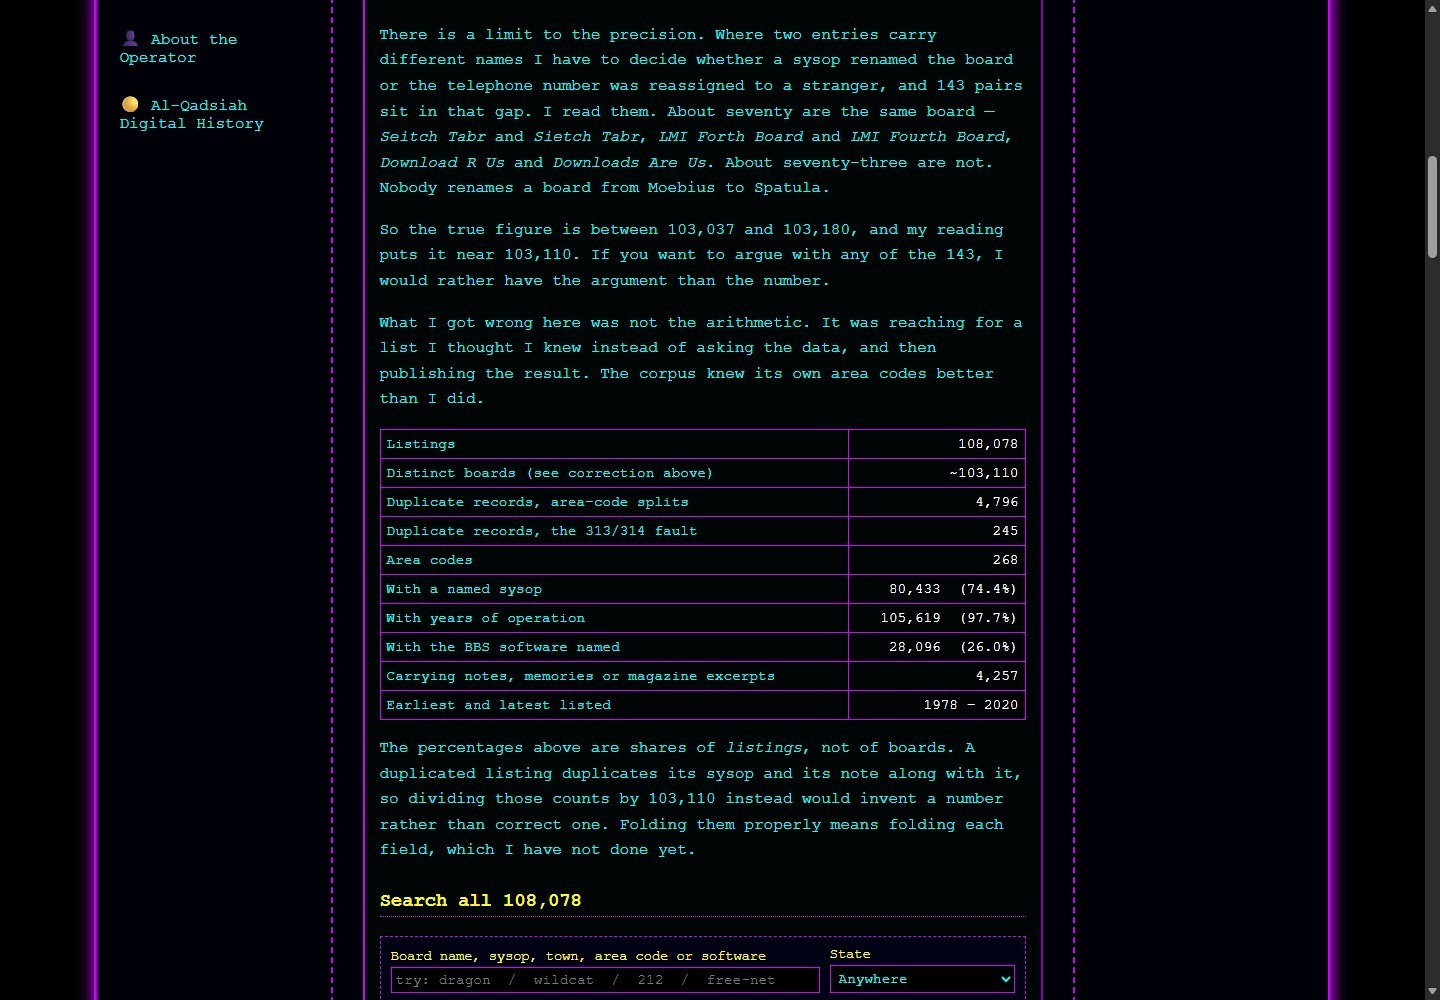 About the
Operator
Al-Qadsiah
Digital History
There is a limit to the precision. Where two entries carry
different names I have to decide whether a sysop renamed the board
or the telephone number was reassigned to a stranger, and 143 pairs
sit in that gap. I read them. About seventy are the same board —
Seitch Tabr and Sietch Tabr, LMI Forth Board and LMI Fourth Board,
Download R Us and Downloads Are Us. About seventy-three are not.
Nobody renames a board from Moebius to Spatula.
So the true figure is between 103,037 and 103,180, and my reading
puts it near 103,110. If you want to argue with any of the 143, I
would rather have the argument than the number.
What I got wrong here was not the arithmetic. It was reaching for a
list I thought I knew instead of asking the data, and then
publishing the result. The corpus knew its own area codes better
than I did.
Listings 108,078
Distinct boards (see correction above) ~103,110
Duplicate records, area-code splits 4,796
Duplicate records, the 313/314 fault 245
Area codes 268
With a named sysop 80,433 (74.4%)
With years of operation 105,619 (97.7%)
With the BBS software named 28,096 (26.0%)
Carrying notes, memories or magazine excerpts 4,257
Earliest and latest listed 1978 – 2020
The percentages above are shares of listings, not of boards. A
duplicated listing duplicates its sysop and its note along with it,
so dividing those counts by 103,110 instead would invent a number
rather than correct one. Folding them properly means folding each
field, which I have not done yet.
Search all 108,078
Board name, sysop, town, area code or software State
try: dragon / wildcat / 212 / free-net Anywhere